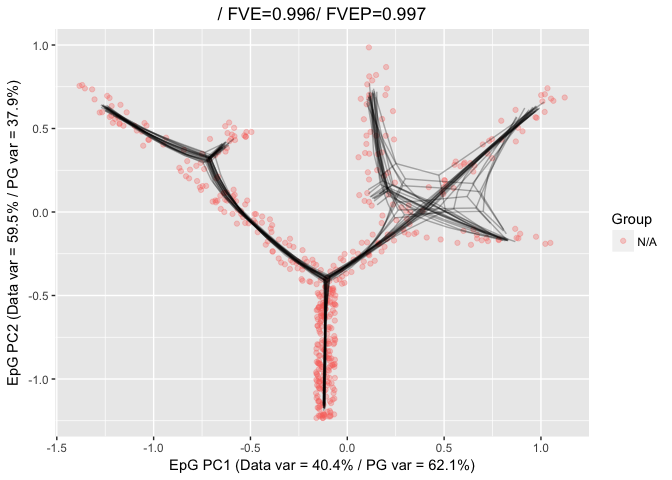 / FVE=0.996/ FVEP=0.997
EpG PC2 (Data var = 59.5% / PG var = 37.9%)
1.0
0.5
0.0
-0.5
-1.0
-1.5
-1.0
-0.5
0.0
0.5
1.0
EpG PC1 (Data var = 40.4% / PG var = 62.1%)
Group
N/A